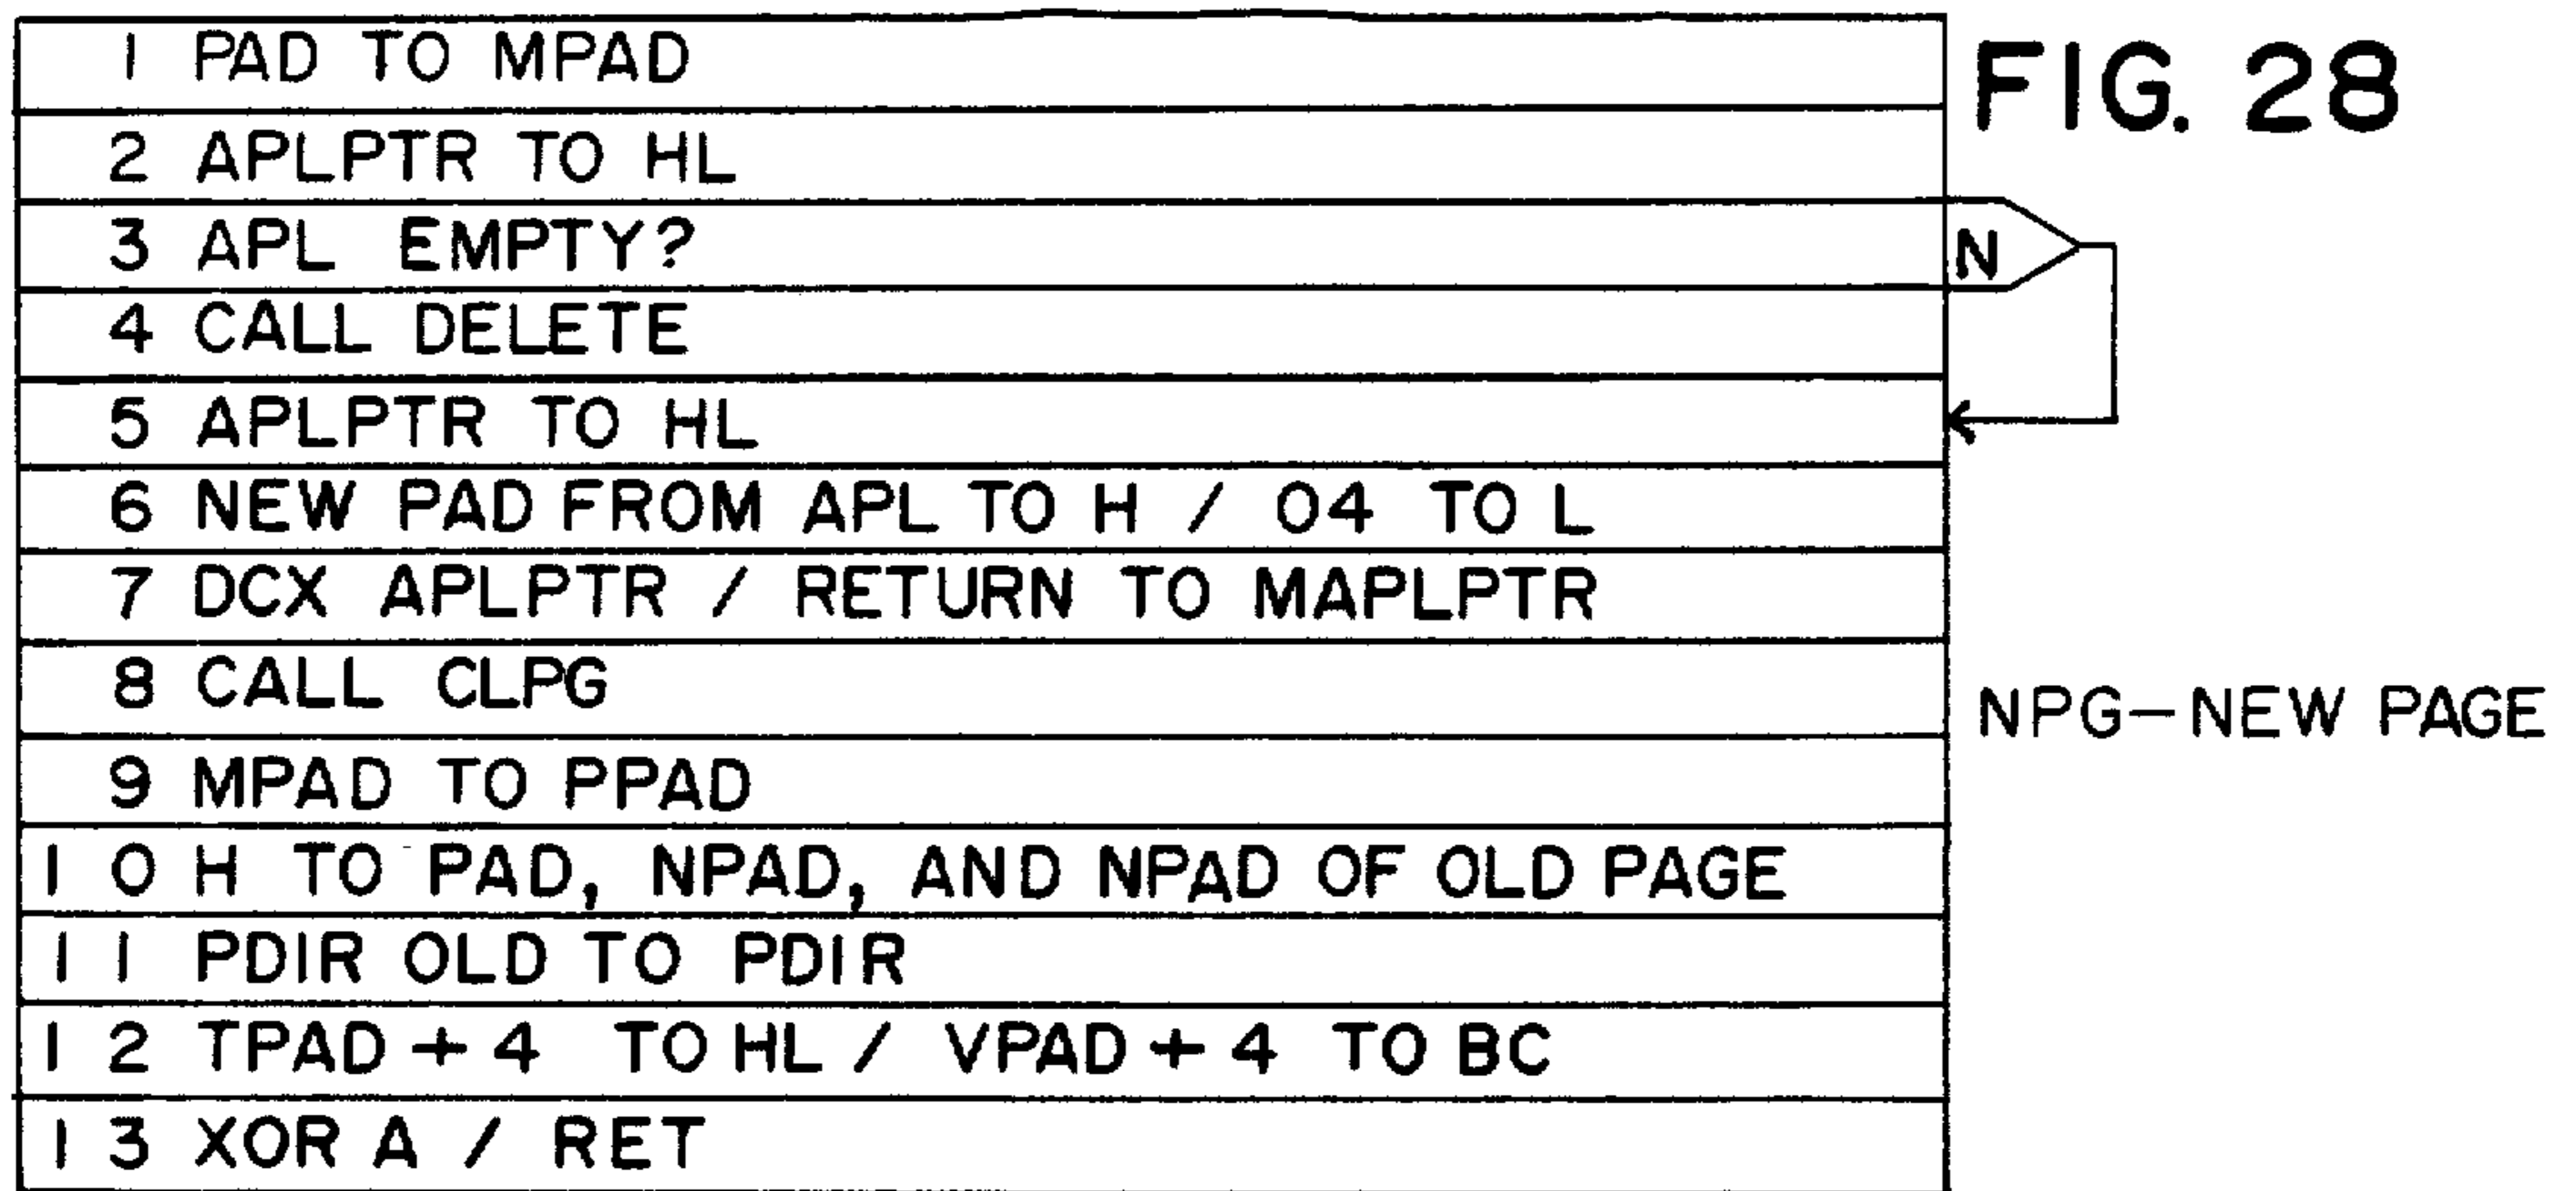 1 PAD TO MPAD
FIG. 28
2 APLPTR TO HL
3 APL EMPTY?
N
4 CALL DELETE
5 APLPTR TO HL
6 NEW PAD FROM APL TO H / 04 TO L
7 DCX APLPTR / RETURN TO MAPLPTR
8 CALL CLPG
NPG-NEW PAGE
9 MPAD TO PPAD
10 H TO PAD, NPAD, AND NPAD OF OLD PAGE
11 PDIR OLD TO PDIR
12 TPAD + 4 TO HL / VPAD + 4 TO BC
13 XOR A / RET